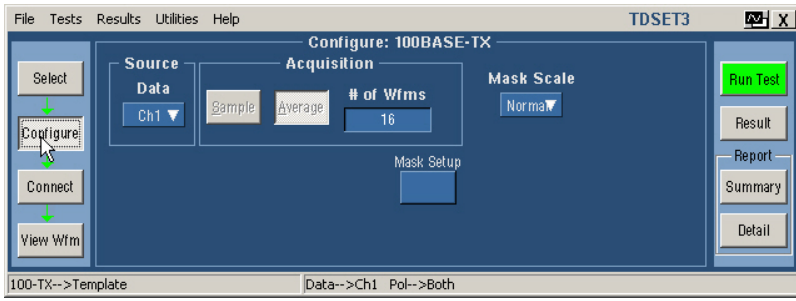 File Tests Results Utilities Help TDSET3 X
Configure: 100BASE-TX
Select
Configure
Connect
View Wfm
Source
Data
Ch1
Acquisition
Sample
Average
# of Wfms
16
Mask Scale
Normal
Mask Setup
Run Test
Result
Report
Summary
Detail
100-TX-->Template
Data-->Ch1 Pol-->Both